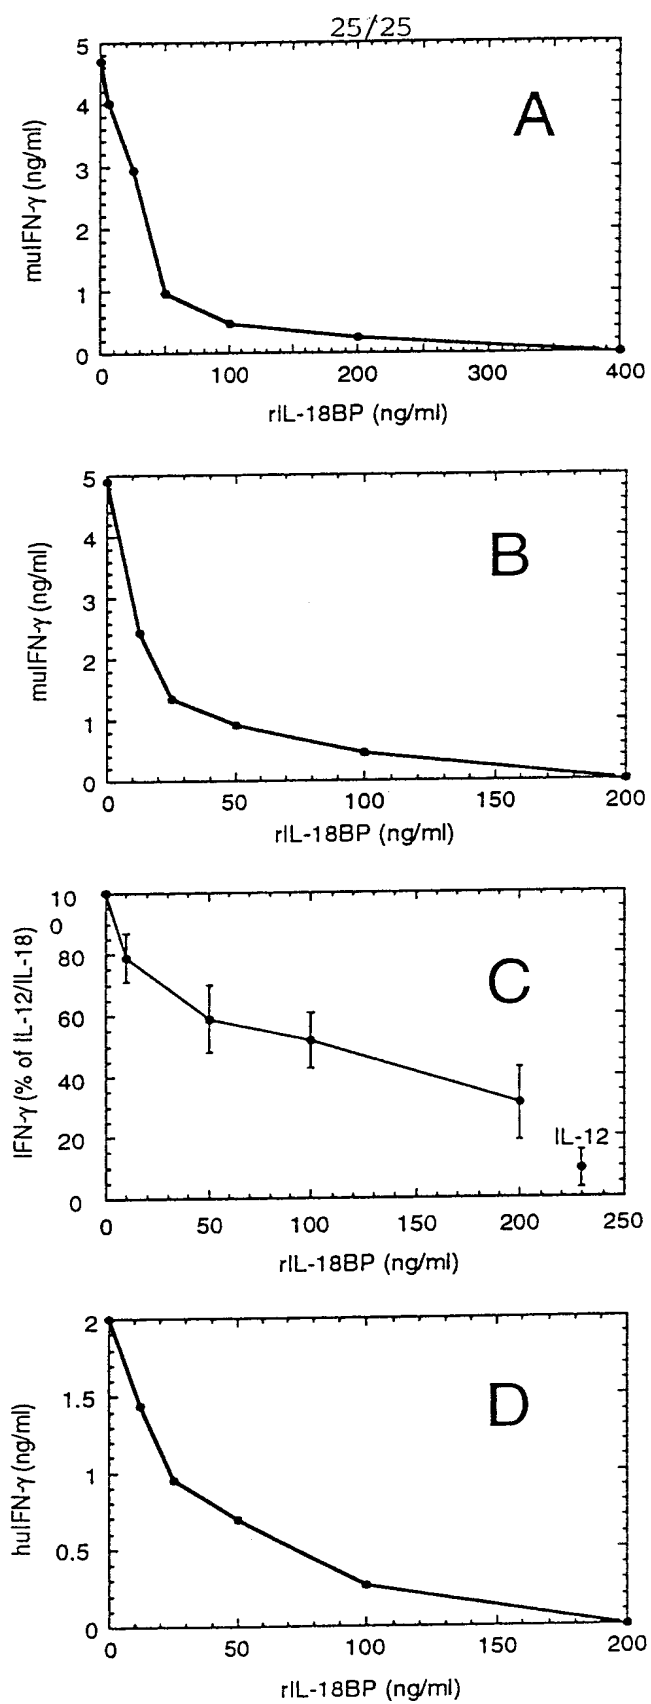 25/25
5
4
3
2
1
0
muIFN-γ (ng/ml)
A
0 100 200 300 400
rIL-18BP (ng/ml)
5
4
3
2
1
0
muIFN-γ (ng/ml)
B
0 50 100 150 200
rIL-18BP (ng/ml)
10
0
80
60
40
20
0
IFN-γ (% of IL-12/IL-18)
C
IL-12
0 50 100 150 200 250
rIL-18BP (ng/ml)
2
1.5
1
0.5
0
huIFN-γ (ng/ml)
D
0 50 100 150 200
rIL-18BP (ng/ml)